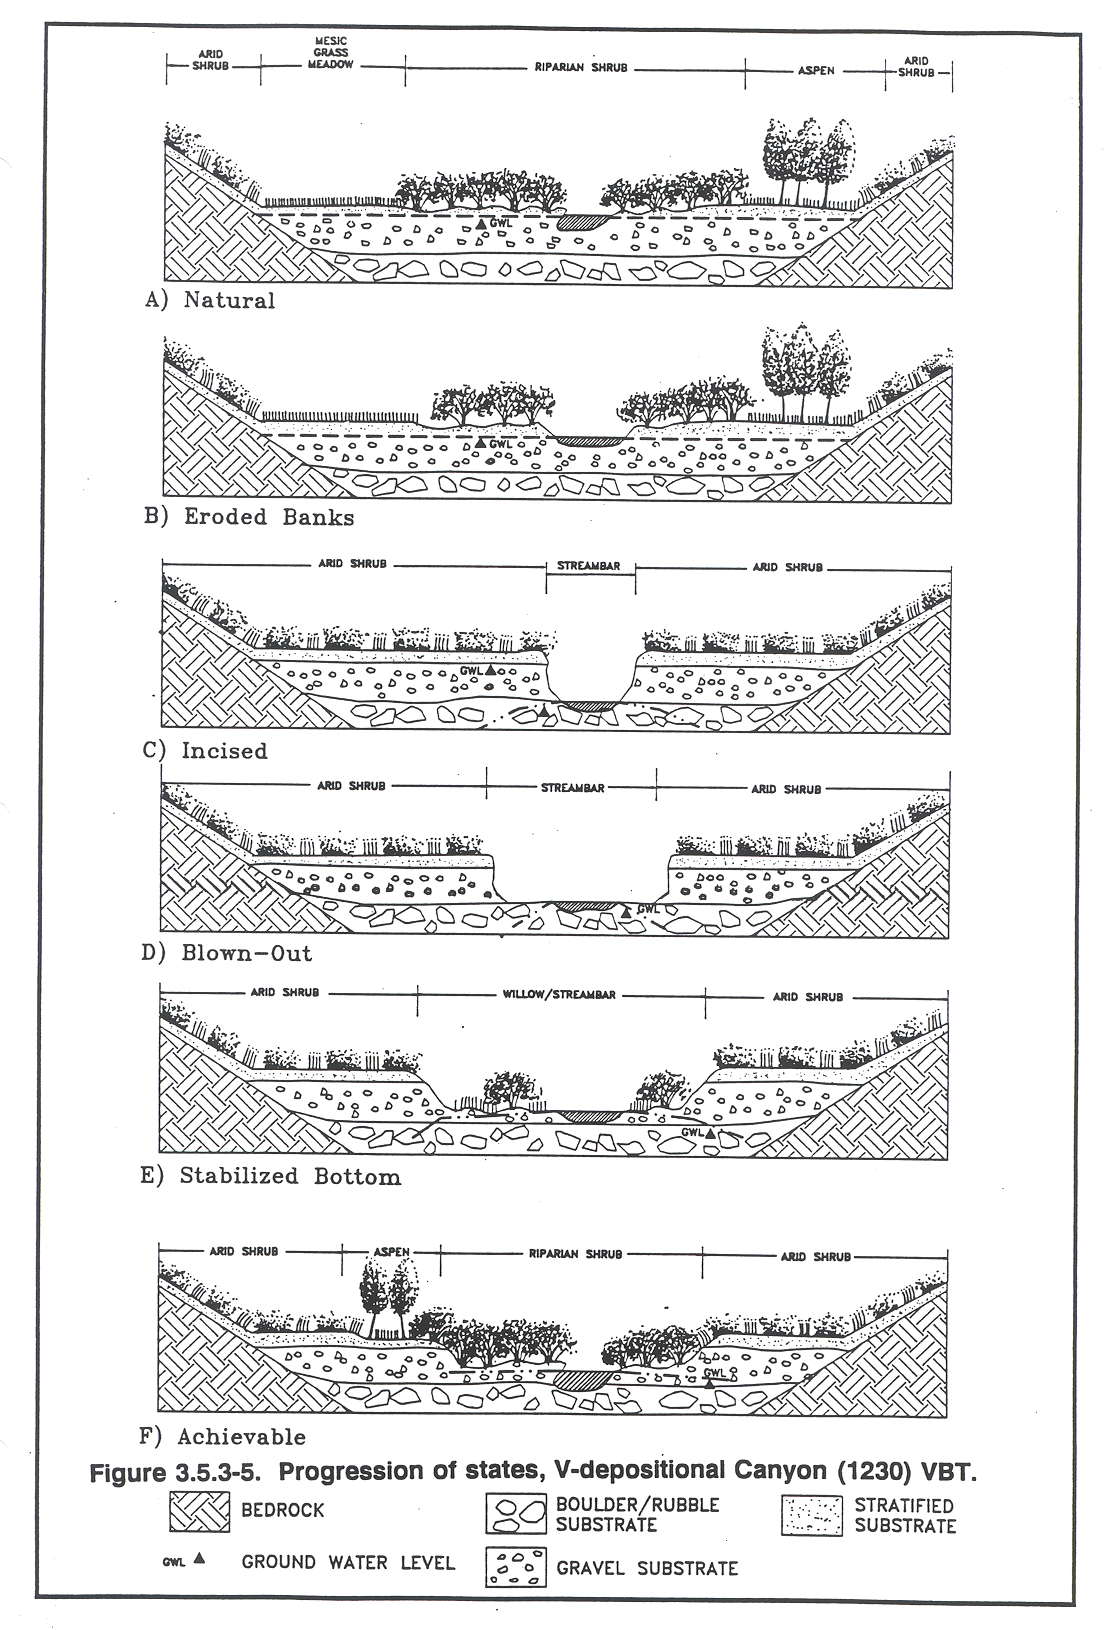 ARID
SHRUB
MESIC
GRASS
MEADOW
RIPARIAN SHRUB
ASPEN
ARID
SHRUB
GWL
A) Natural
GWL
B) Eroded Banks
ARID SHRUB
STREAMBAR
ARID SHRUB
GWL
C) Incised
ARID SHRUB
STREAMBAR
ARID SHRUB
GWL
D) Blown-Out
ARID SHRUB
WILLOW/STREAMBAR
ARID SHRUB
GWL
E) Stabilized Bottom
ARID SHRUB
ASPEN
RIPARIAN SHRUB
ARID SHRUB
GWL
F) Achievable
Figure 3.5.3-5. Progression of states, V-depositional Canyon (1230) VBT.
BEDROCK
BOULDER/RUBBLE
SUBSTRATE
STRATIFIED
SUBSTRATE
GWL GROUND WATER LEVEL
GRAVEL SUBSTRATE